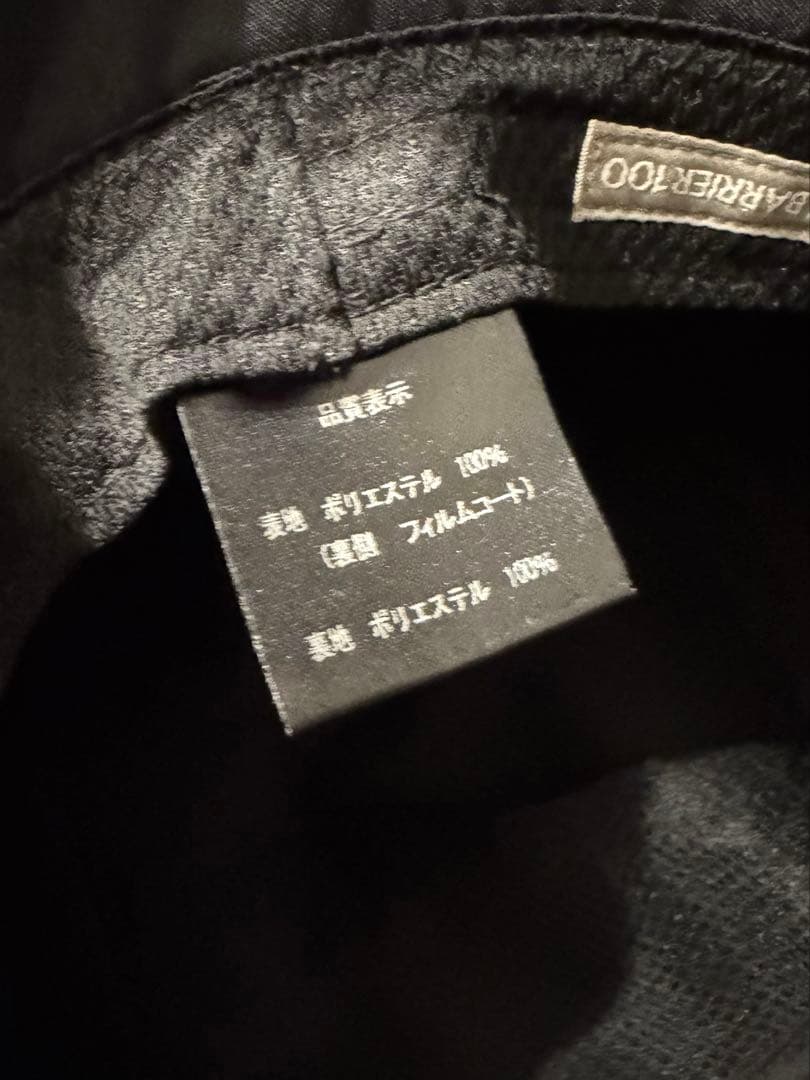 BARRIER100
品質表示
表地 ポリエステル 100%
(裏側 フィルムコート)
裏地 ポリエステル 100%